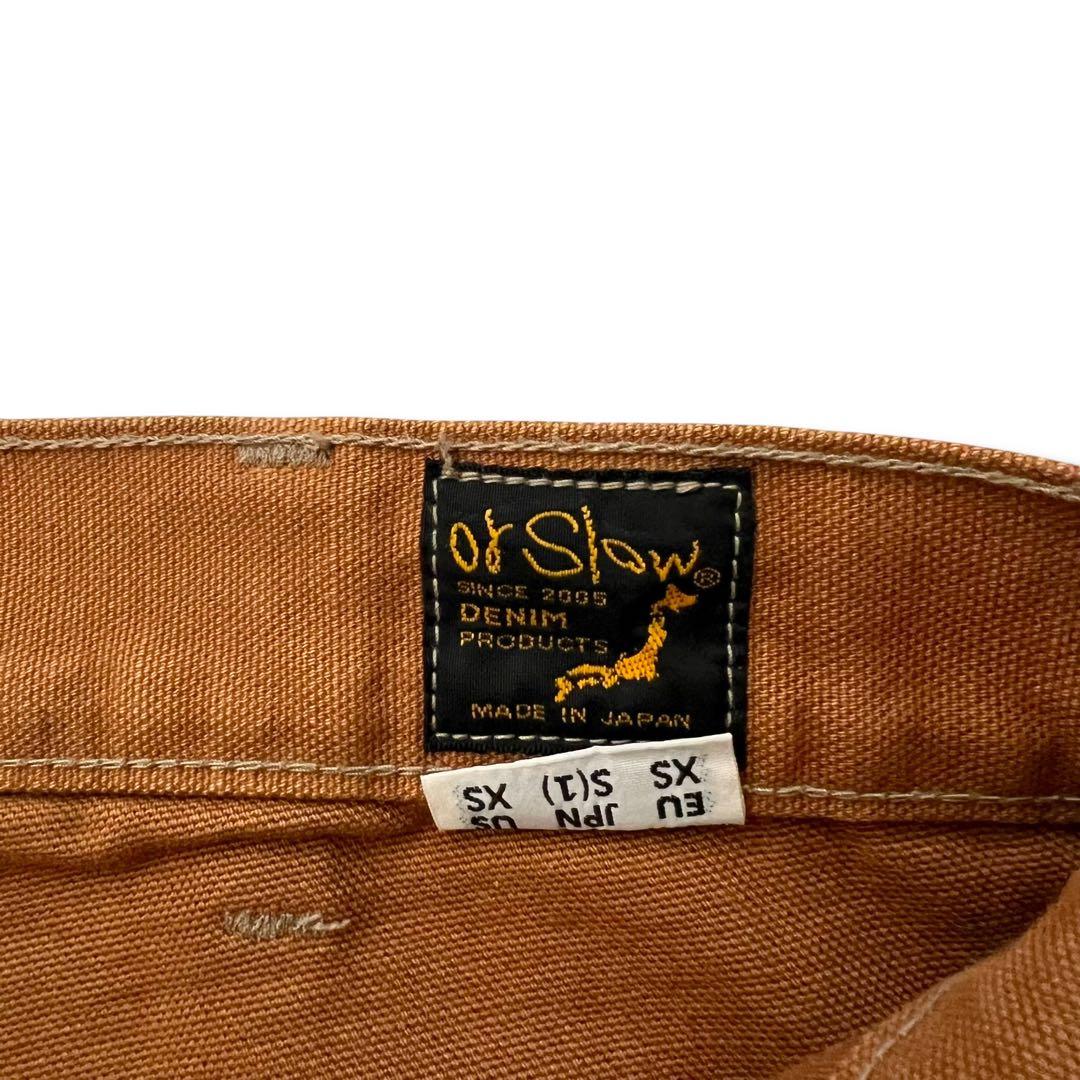 or Slow®
SINCE 2005
DENIM
PRODUCTS
MADE IN JAPAN
EU JPN US
XS S(1) XS